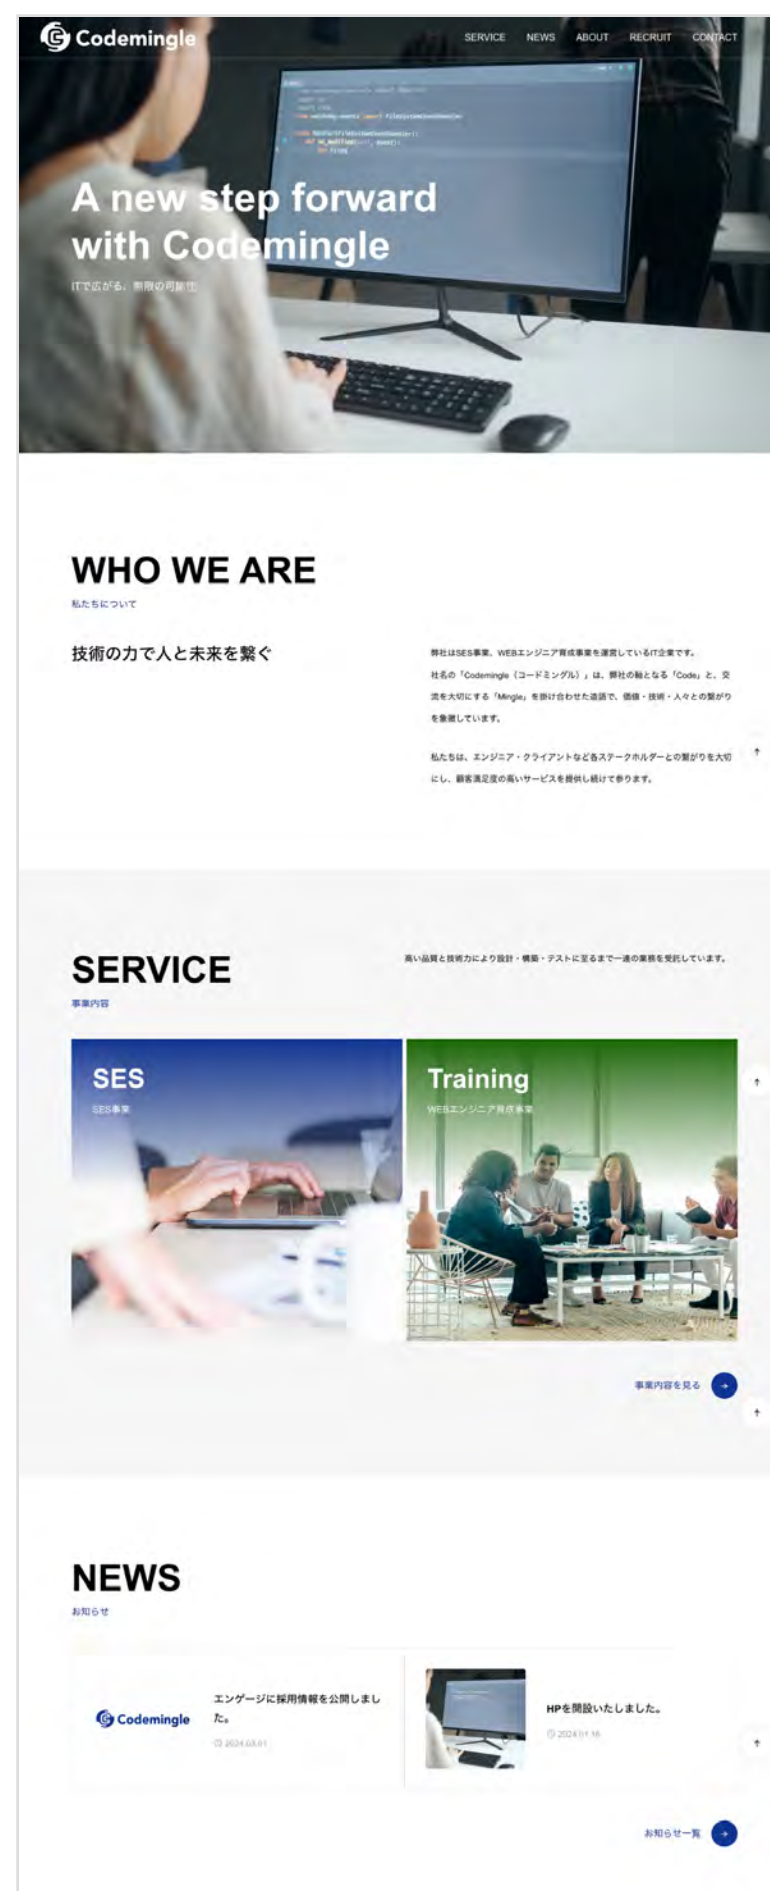 Codemingle
SERVICE NEWS ABOUT RECRUIT CONTACT
A new step forward
with Codemingle
ITで広がる、無限の可能性
WHO WE ARE
私たちについて
技術の力で人と未来を繋ぐ
弊社はSES事業、WEBエンジニア育成事業を運営しているIT企業です。
社名の「Codemingle（コードミングル）」は、弊社の軸となる「Code」と、交
流を大切にする「Mingle」を掛け合わせた造語で、価値・技術・人々との繋がり
を象徴しています。
私たちは、エンジニア・クライアントなど各ステークホルダーとの繋がりを大切
にし、顧客満足度の高いサービスを提供し続けて参ります。
SERVICE
事業内容
高い品質と技術力により設計・構築・テストに至るまで一連の業務を受託しています。
SES
SES事業
Training
WEBエンジニア育成事業
事業内容を見る
NEWS
お知らせ
Codemingle
エンゲージに採用情報を公開しまし
た。
2024.03.01
HPを開設いたしました。
2024.01.16
お知らせ一覧